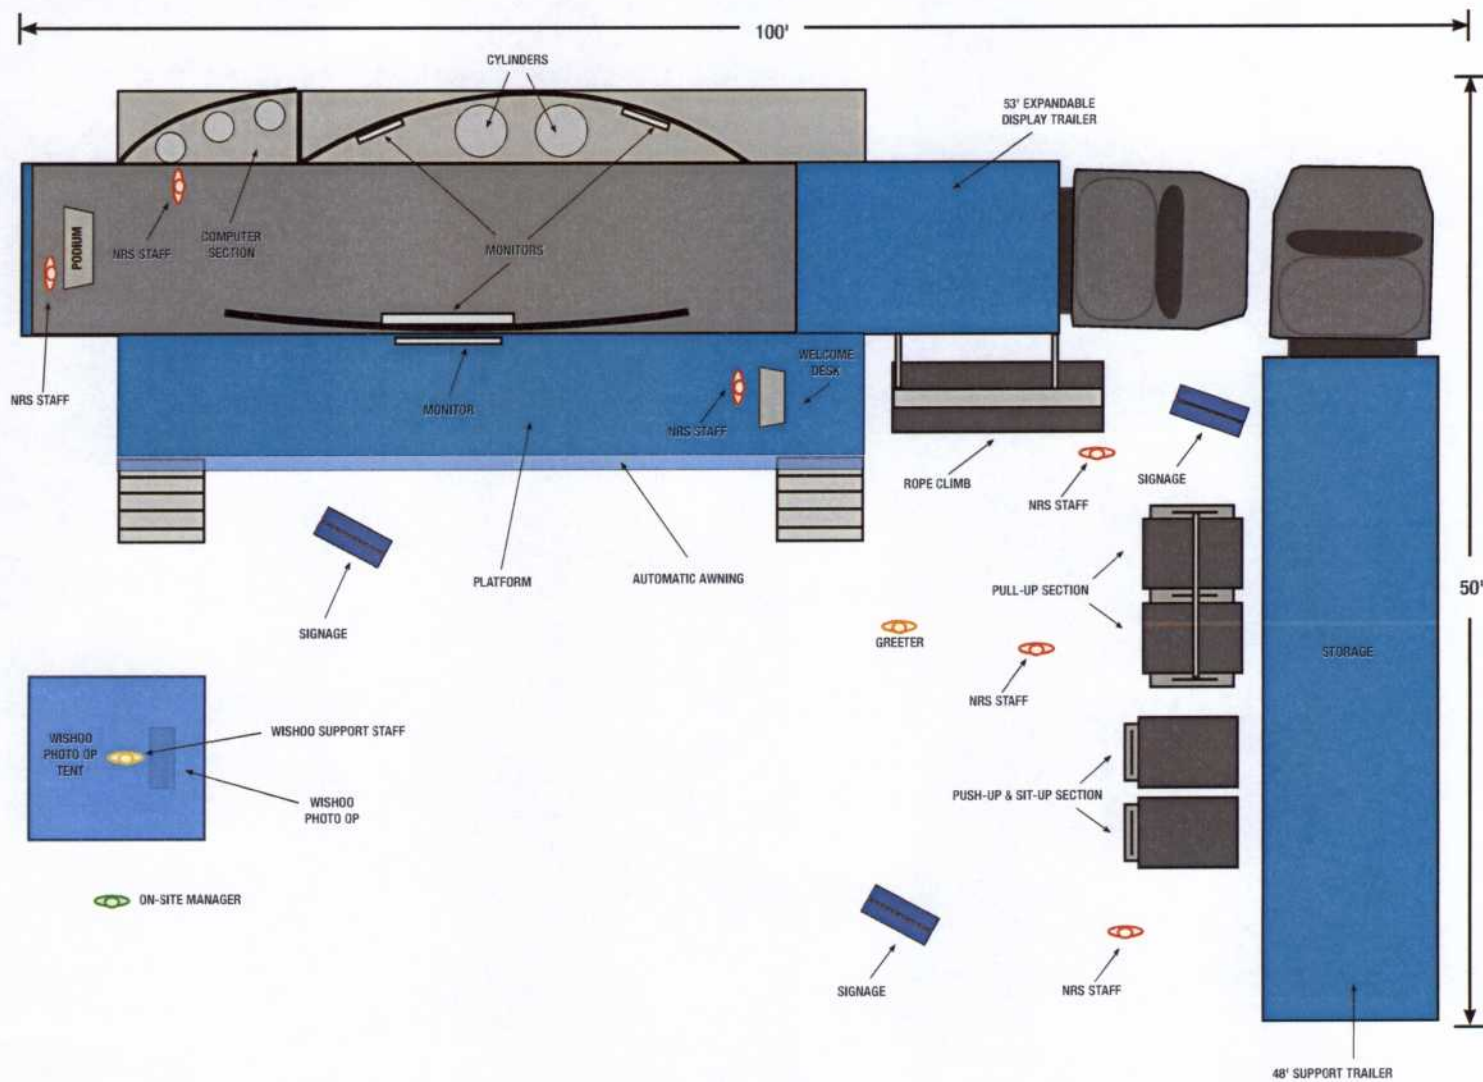 100'
CYLINDERS
53' EXPANDABLE
DISPLAY TRAILER
PODIUM
NRS STAFF
COMPUTER
SECTION
MONITORS
NRS STAFF
MONITOR
WELCOME
DESK
NRS STAFF
ROPE CLIMB
NRS STAFF
SIGNAGE
SIGNAGE
PLATFORM
AUTOMATIC AWNING
PULL-UP SECTION
50'
GREETER
NRS STAFF
STORAGE
WISHOO
PHOTO OP
TENT
WISHOO SUPPORT STAFF
WISHOO
PHOTO OP
PUSH-UP & SIT-UP SECTION
ON-SITE MANAGER
SIGNAGE
NRS STAFF
48' SUPPORT TRAILER